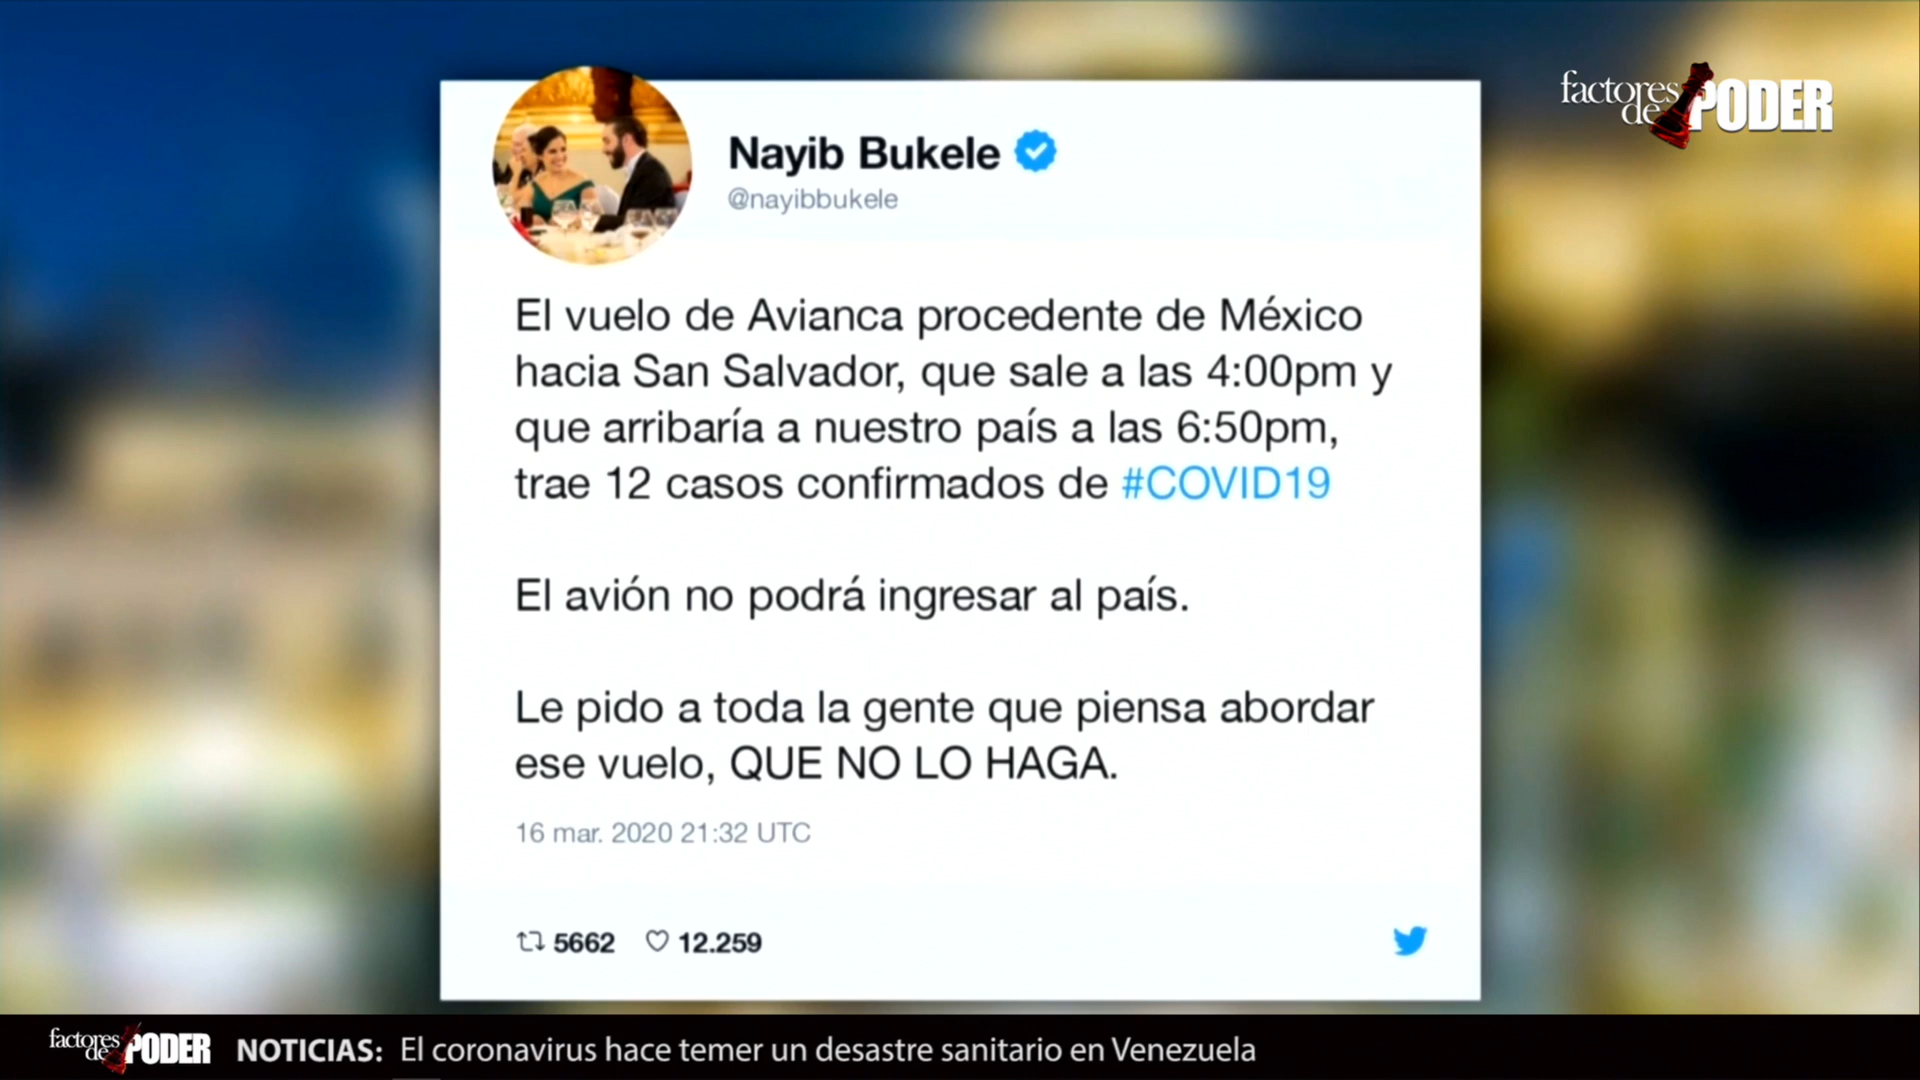 factores
de PODER
Nayib Bukele
@nayibbukele
El vuelo de Avianca procedente de México
hacia San Salvador, que sale a las 4:00pm y
que arribaría a nuestro país a las 6:50pm,
trae 12 casos confirmados de #COVID19
El avión no podrá ingresar al país.
Le pido a toda la gente que piensa abordar
ese vuelo, QUE NO LO HAGA.
16 mar. 2020 21:32 UTC
5662 12.259
factores
de PODER
NOTICIAS: El coronavirus hace temer un desastre sanitario en Venezuela